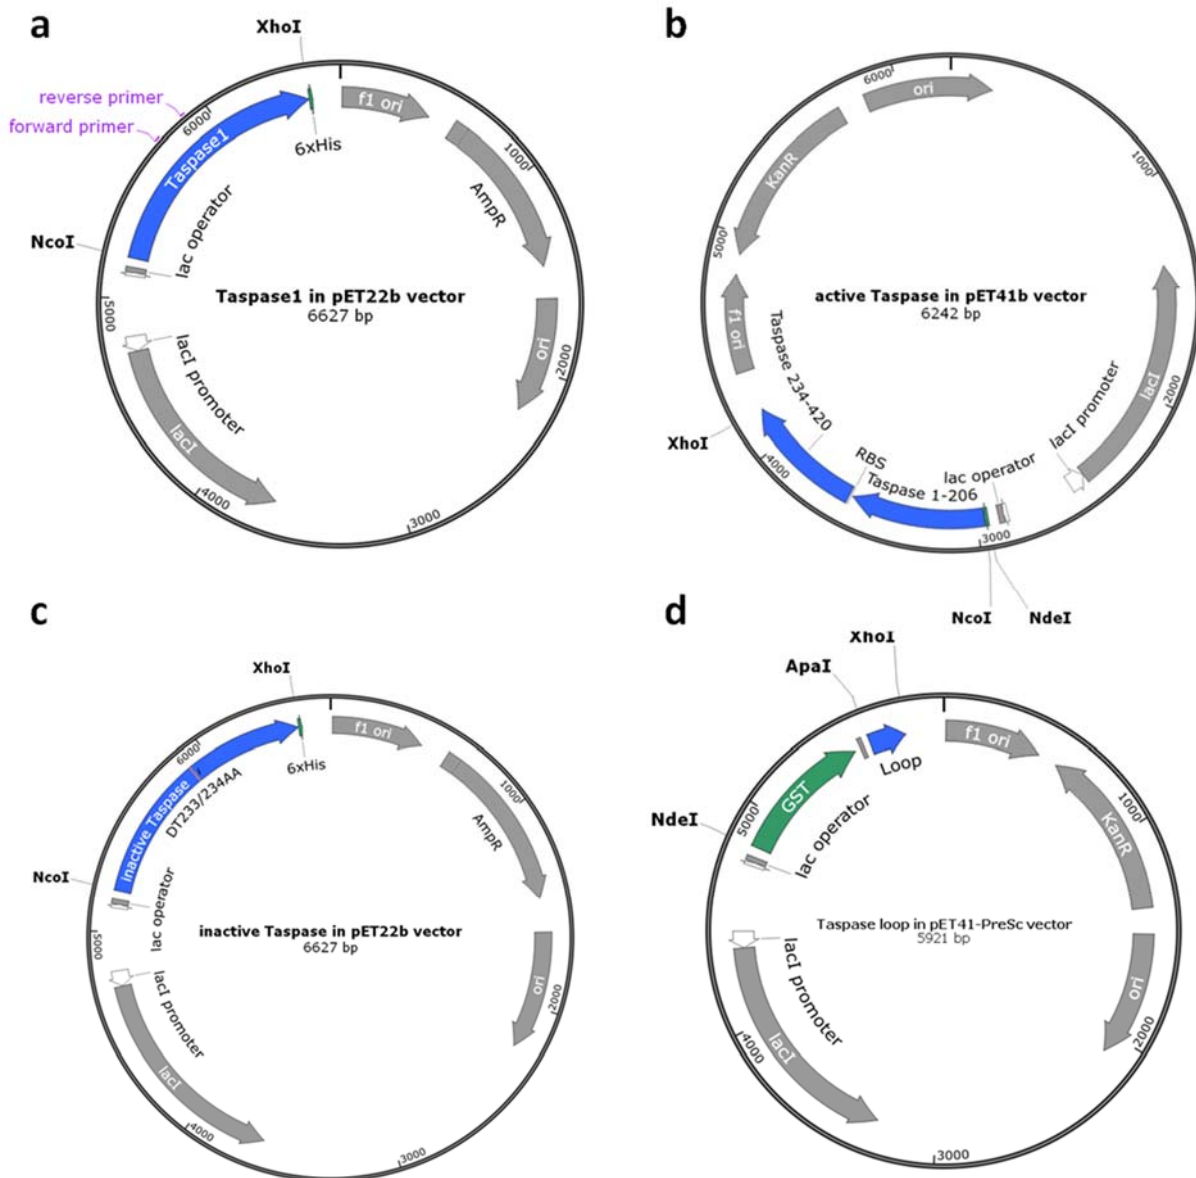 a
XhoI
reverse primer
forward primer
6000
Taspase1
6xHis
f1 ori
1000
AmpR
NcoI
lac operator
5000
Taspase1 in pET22b vector
6627 bp
ori
2000
lacI promoter
lacI
4000
3000
b
6000
ori
KanR
1000
5000
active Taspase in pET41b vector
6242 bp
f1 ori
Taspase 234-420
lacI
2000
lacI promoter
XhoI
4000
RBS
lac operator
Taspase 1-206
3000
NcoI
NdeI
c
XhoI
6000
f1 ori
6xHis
inactive Taspase
DT233/234AA
1000
AmpR
NcoI
lac operator
5000
inactive Taspase in pET22b vector
6627 bp
ori
2000
lacI promoter
lacI
4000
3000
d
XhoI
ApaI
f1 ori
Loop
GST
1000
KanR
NdeI
5000
lac operator
Taspase loop in pET41-PreSc vector
5921 bp
lacI promoter
ori
2000
lacI
4000
3000